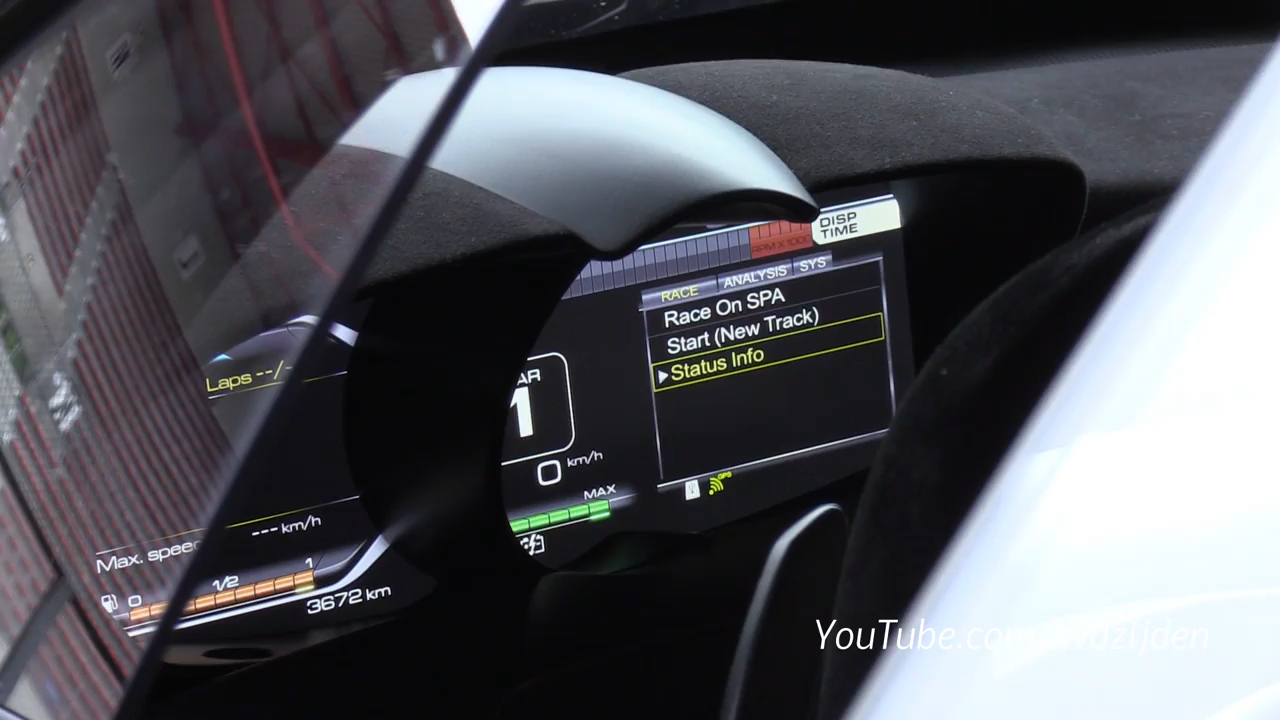 DISP
TIME
RPM X 1000
RACE ANALYSIS SYS
Race On SPA
Start (New Track)
Status Info
Laps --/-
1
0 km/h
MAX
GPS
--- km/h
Max. speed
0 1/2 1
3672 km